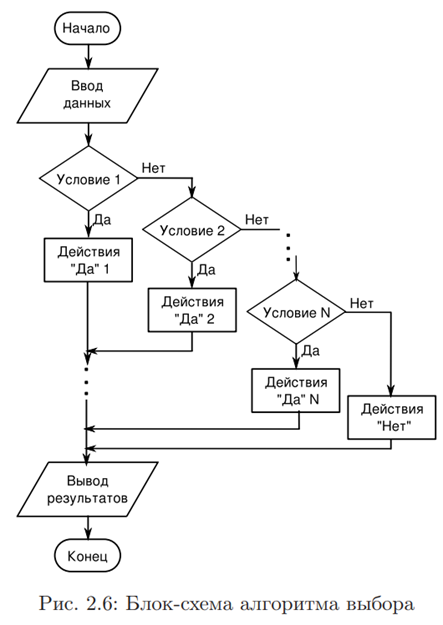 Начало
Ввод
данных
Условие 1
Нет
Да
Действия
"Да" 1
Условие 2
Нет
Да
Действия
"Да" 2
Условие N
Нет
Да
Действия
"Да" N
Действия
"Нет"
Вывод
результатов
Конец
Рис. 2.6: Блок-схема алгоритма выбора